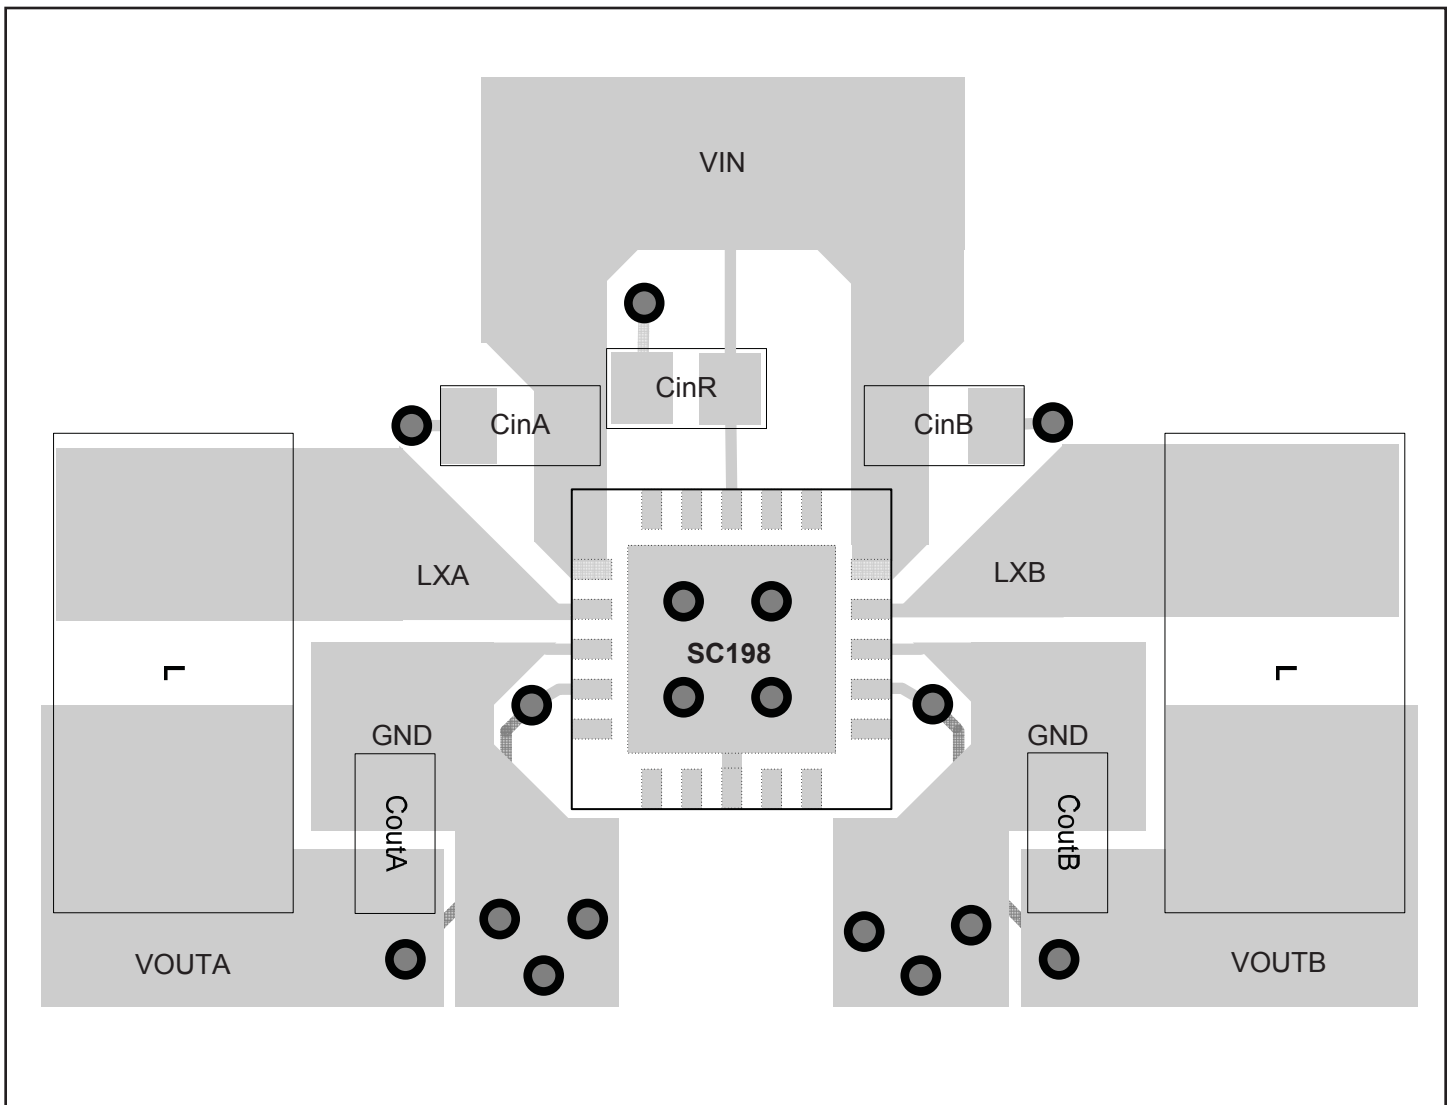 VIN
CinR
CinA
CinB
LXA
LXB
SC198
L
L
GND
GND
CoutA
CoutB
VOUTA
VOUTB